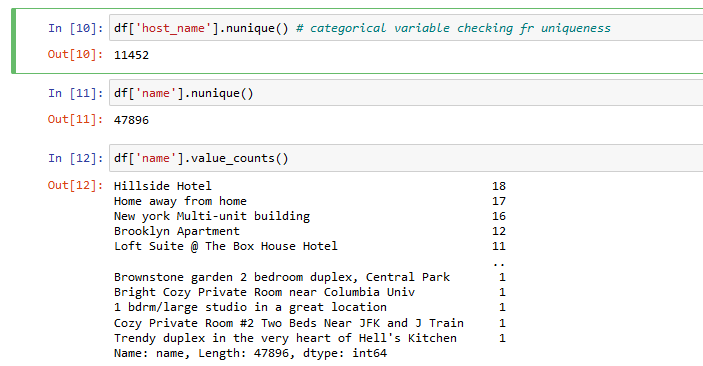 In [10]: df['host_name'].nunique() # categorical variable checking fr uniqueness
Out[10]: 11452
In [11]: df['name'].nunique()
Out[11]: 47896
In [12]: df['name'].value_counts()
Out[12]: Hillside Hotel 18
Home away from home 17
New york Multi-unit building 16
Brooklyn Apartment 12
Loft Suite @ The Box House Hotel 11
..
Brownstone garden 2 bedroom duplex, Central Park 1
Bright Cozy Private Room near Columbia Univ 1
1 bdrm/large studio in a great location 1
Cozy Private Room #2 Two Beds Near JFK and J Train 1
Trendy duplex in the very heart of Hell's Kitchen 1
Name: name, Length: 47896, dtype: int64